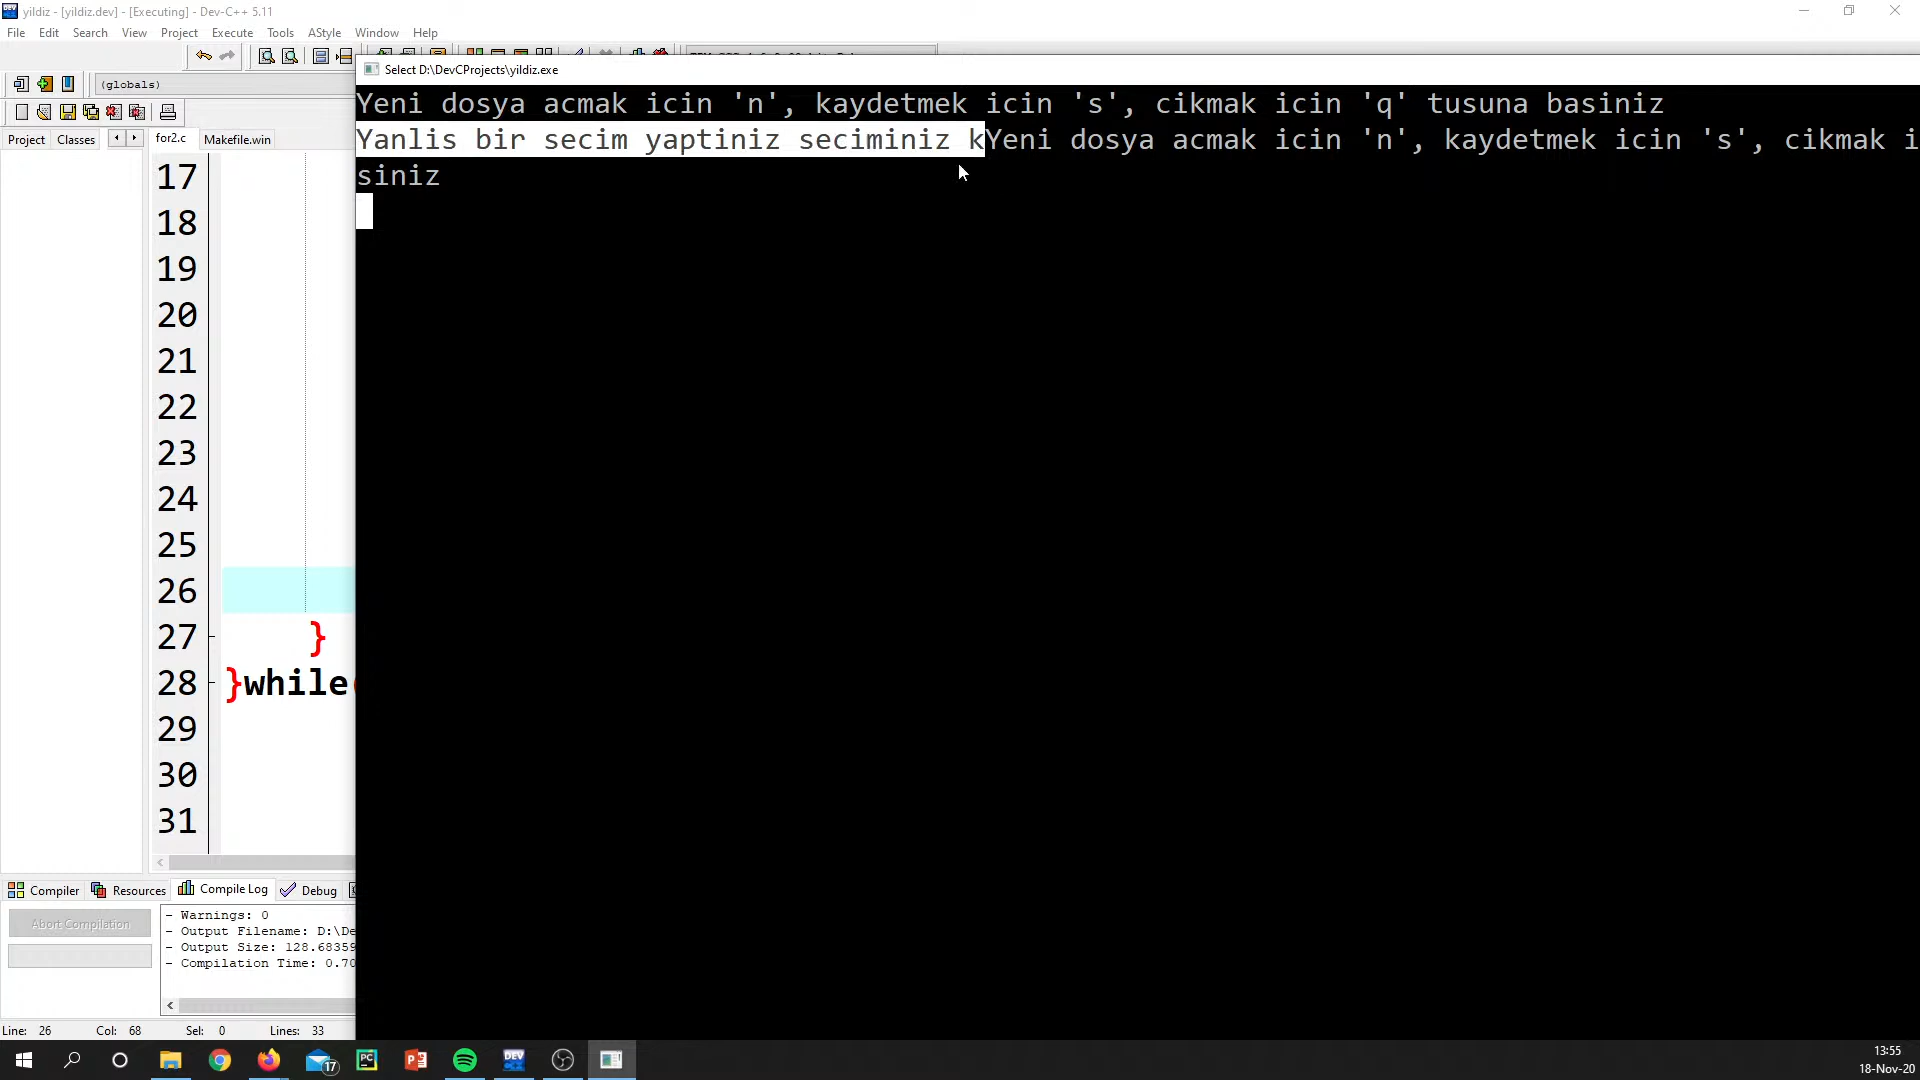 yildiz - [yildiz.dev] - [Executing] - Dev-C++ 5.11
File Edit Search View Project Execute Tools AStyle Window Help
Select D:\DevCProjects\yildiz.exe
(globals)
Yeni dosya acmak icin 'n', kaydetmek icin 's', cikmak icin 'q' tusuna basiniz
Yanlis bir secim yaptiniz seciminiz kYeni dosya acmak icin 'n', kaydetmek icin 's', cikmak i
siniz
Project Classes for2.c Makefile.win
17
18
19
20
21
22
23
24
25
26
27 }
28 }while
29
30
31
Compiler Resources Compile Log Debug
Abort Compilation
- Warnings: 0
- Output Filename: D:\De
- Output Size: 128.68359
- Compilation Time: 0.70
Line: 26 Col: 68 Sel: 0 Lines: 33
17
PC
DEV
13:55
18-Nov-20